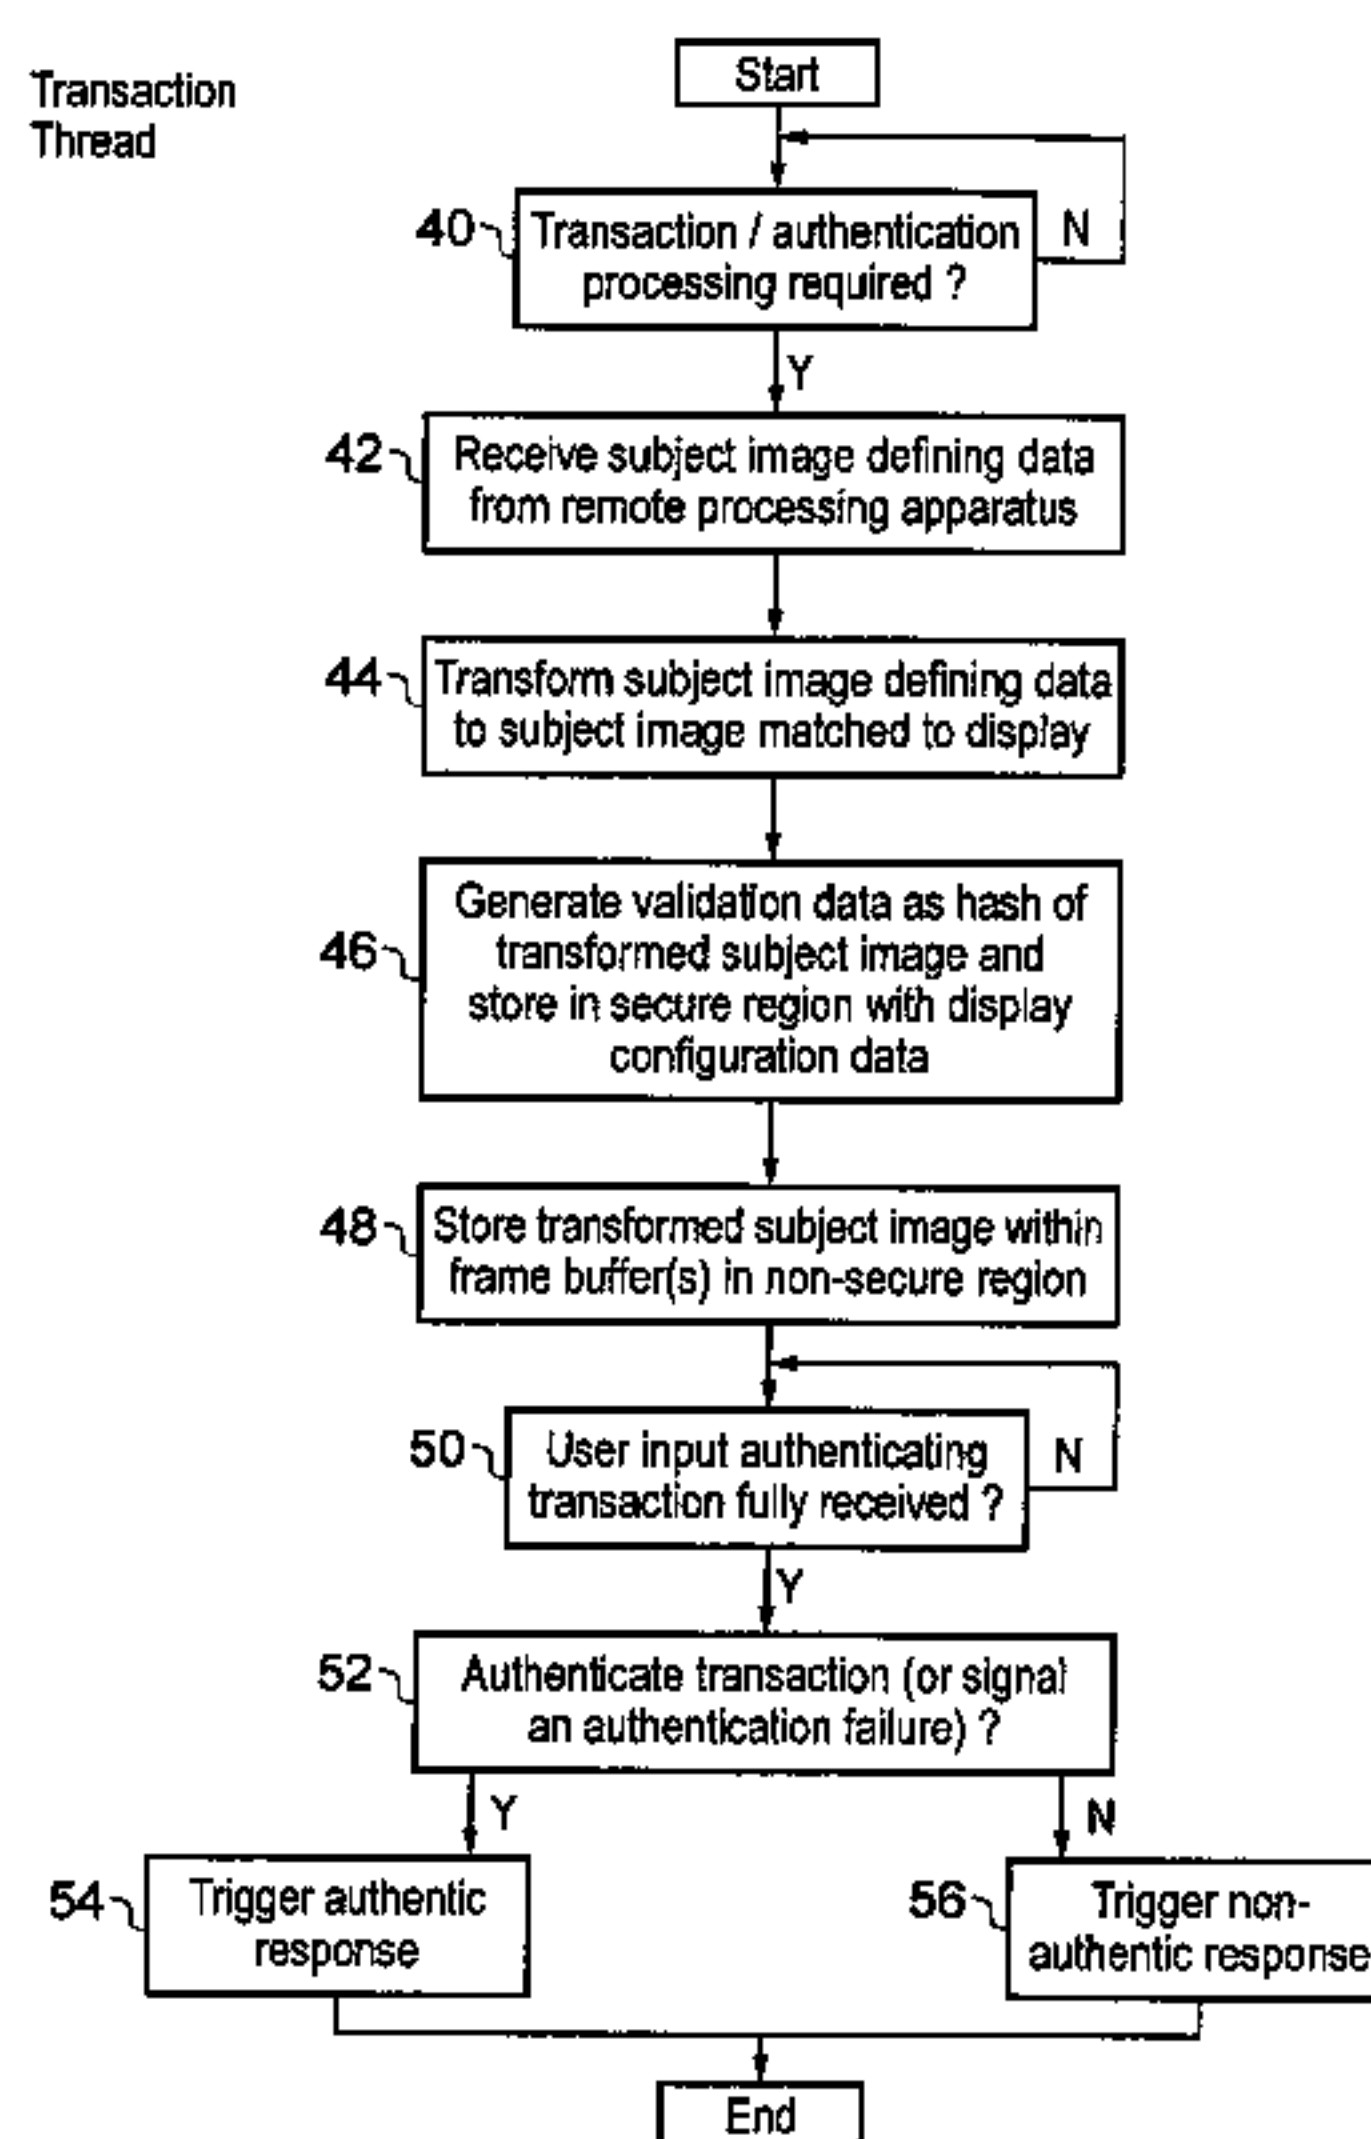 Transaction
Thread
Start
40
Transaction / authentication
processing required ?
N
Y
42
Receive subject image defining data
from remote processing apparatus
44
Transform subject image defining data
to subject image matched to display
46
Generate validation data as hash of
transformed subject image and
store in secure region with display
configuration data
48
Store transformed subject image within
frame buffer(s) in non-secure region
50
User input authenticating
transaction fully received ?
N
Y
52
Authenticate transaction (or signal
an authentication failure) ?
Y
N
54
Trigger authentic
response
56
Trigger non-
authentic response
End